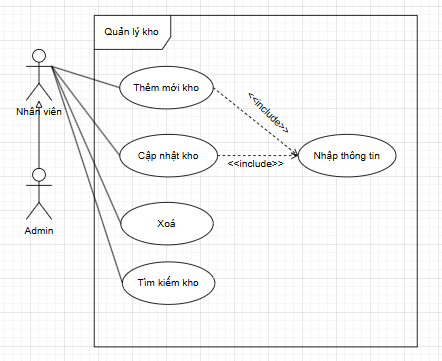 Quản lý kho
Thêm mới kho
<<include>>
Nhân viên
Cập nhật kho
<<include>>
Nhập thông tin
Xoá
Admin
Tìm kiếm kho